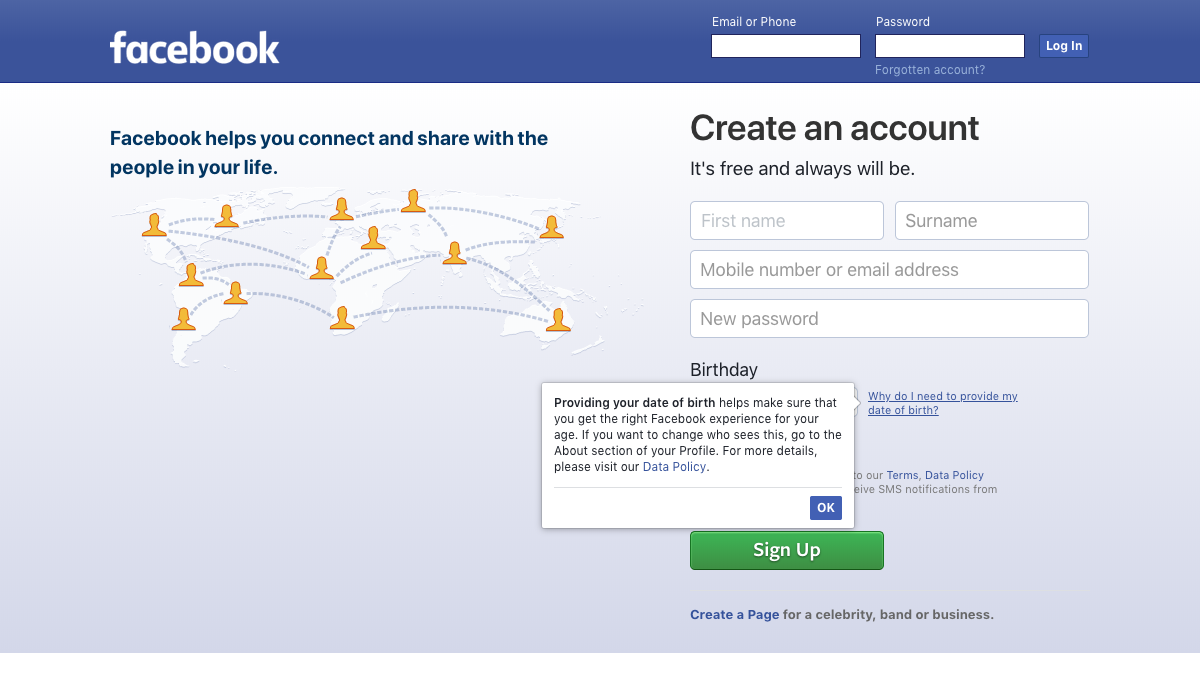 facebook
Email or Phone
Password
Log In
Forgotten account?
Facebook helps you connect and share with the
people in your life.
Create an account
It's free and always will be.
First name
Surname
Mobile number or email address
New password
Birthday
Providing your date of birth helps make sure that
you get the right Facebook experience for your
age. If you want to change who sees this, go to the
About section of your Profile. For more details,
please visit our Data Policy.
OK
Why do I need to provide my
date of birth?
to our Terms, Data Policy
SMS notifications from
Sign Up
Create a Page for a celebrity, band or business.